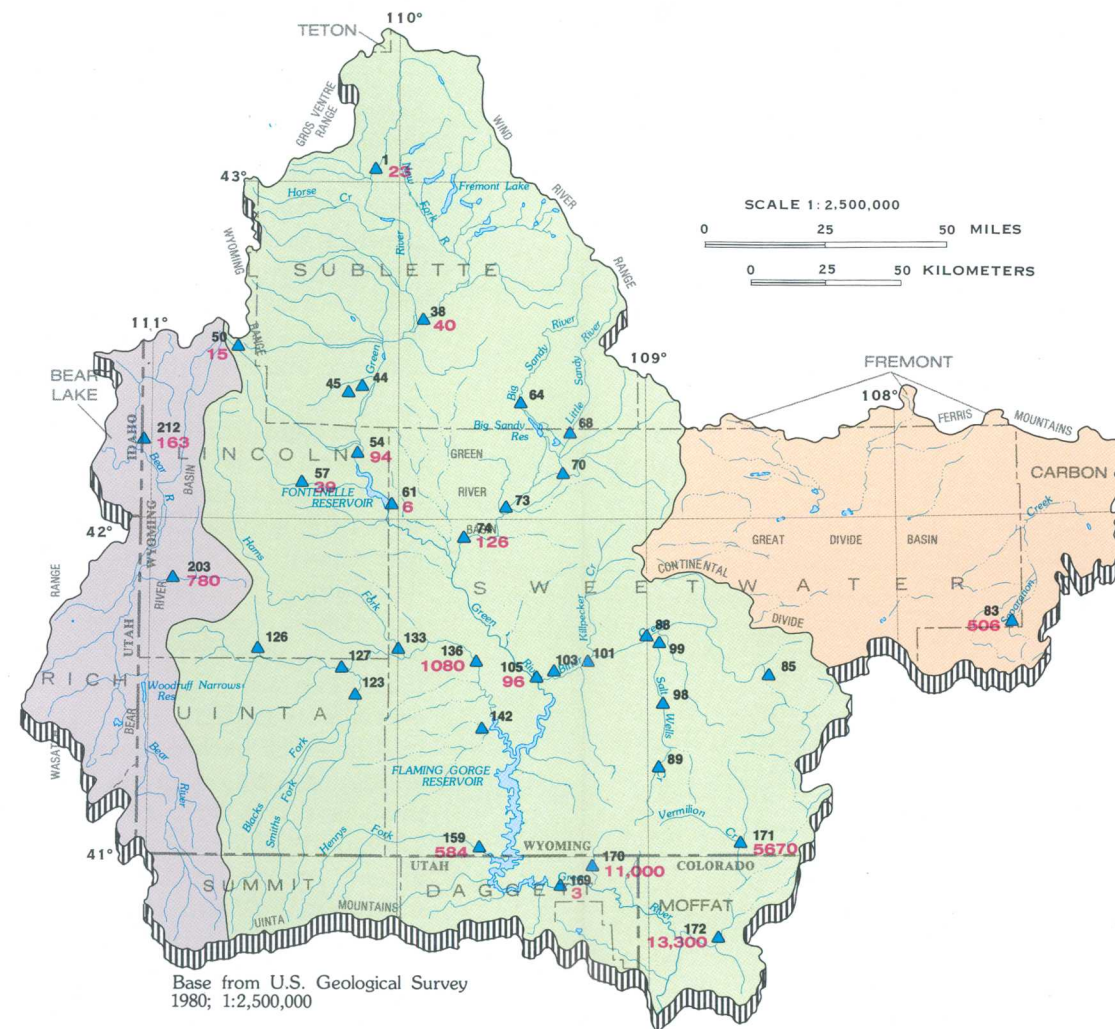 110°
TETON
GROS VENTRE
RANGE
WIND
1
23
43°
New Fork R
Fremont Lake
Horse
Cr
River
RIVER
SCALE 1:2,500,000
0 25 50 MILES
0 25 50 KILOMETERS
WYOMING
SUBLETTE
RANGE
38
40
111°
50
15
RANGE
River
Sandy
Big
River
Sandy
Little
109°
FREMONT
BEAR
LAKE
Green
45
44
64
108°
FERRIS MOUNTAINS
Big Sandy
Res
68
212
163
IDAHO
LINCOLN
54
94
GREEN
CARBON
Bear R
BASIN
57
39
FONTENELLE
RESERVOIR
61
6
RIVER
70
73
Creek
42°
WYOMING
BASIN
74
126
GREAT DIVIDE BASIN
Hams
Cr
CONTINENTAL
RANGE
203
780
RIVER
SWEETWATER
Separation
Fork
Green
Killpecker
DIVIDE
83
506
UTAH
88
126
133
136
1080
105
96
River
103
Bitter
101
Creek
99
85
127
RICH
Woodruff Narrows
Res
123
98
Salt
UINTA
BEAR
142
Wells
WASATCH
Bear
Fork
FLAMING GORGE
RESERVOIR
89
Cr
River
Blacks
Smiths Fork
Henrys Fork
Vermilion
Cr
171
5670
159
584
WYOMING
41°
UTAH
COLORADO
170
11,000
SUMMIT
DAGGETT
Green
169
3
MOFFAT
UINTA
MOUNTAINS
River
172
13,300
Base from U.S. Geological Survey
1980; 1:2,500,000